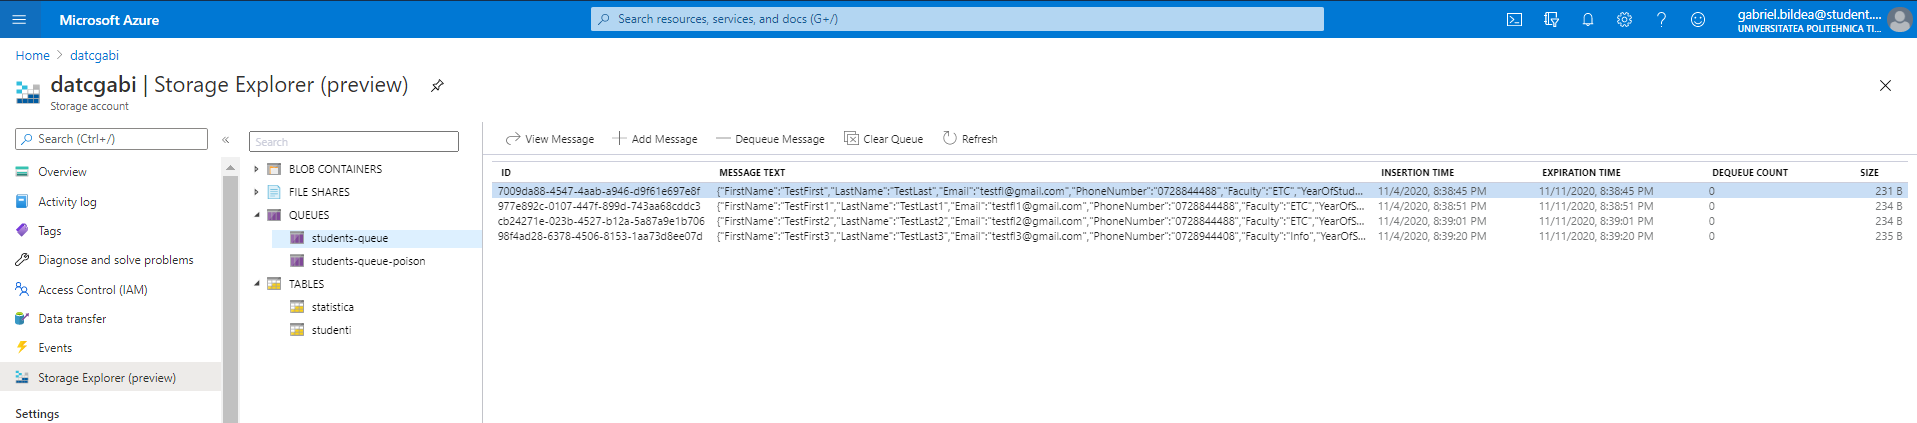 Microsoft Azure
Search resources, services, and docs (G+/)
gabriel.bildea@student....
UNIVERSITATEA POLITEHNICA TI...
Home > datcgabi
datcgabi | Storage Explorer (preview)
Storage account
Search (Ctrl+/)
«
Overview
Activity log
Tags
Diagnose and solve problems
Access Control (IAM)
Data transfer
Events
Storage Explorer (preview)
Settings
Search
BLOB CONTAINERS
FILE SHARES
QUEUES
students-queue
students-queue-poison
TABLES
statistica
studenti
View Message Add Message Dequeue Message Clear Queue Refresh
ID MESSAGE TEXT INSERTION TIME EXPIRATION TIME DEQUEUE COUNT SIZE
7009da88-4547-4aab-a946-d9f61e697e8f {"FirstName":"TestFirst","LastName":"TestLast","Email":"testfl@gmail.com","PhoneNumber":"0728844488","Faculty":"ETC","YearOfStud... 11/4/2020, 8:38:45 PM 11/11/2020, 8:38:45 PM 0 231 B
977e892c-0107-447f-899d-743aa68cddc3 {"FirstName":"TestFirst1","LastName":"TestLast1","Email":"testfl1@gmail.com","PhoneNumber":"0728844488","Faculty":"ETC","YearOfS... 11/4/2020, 8:38:51 PM 11/11/2020, 8:38:51 PM 0 234 B
cb24271e-023b-4527-b12a-5a87a9e1b706 {"FirstName":"TestFirst2","LastName":"TestLast2","Email":"testfl2@gmail.com","PhoneNumber":"0728844488","Faculty":"ETC","YearOfS... 11/4/2020, 8:39:01 PM 11/11/2020, 8:39:01 PM 0 234 B
98f4ad28-6378-4506-8153-1aa73d8ee07d {"FirstName":"TestFirst3","LastName":"TestLast3","Email":"testfl3@gmail.com","PhoneNumber":"0728944408","Faculty":"Info","YearOfS... 11/4/2020, 8:39:20 PM 11/11/2020, 8:39:20 PM 0 235 B